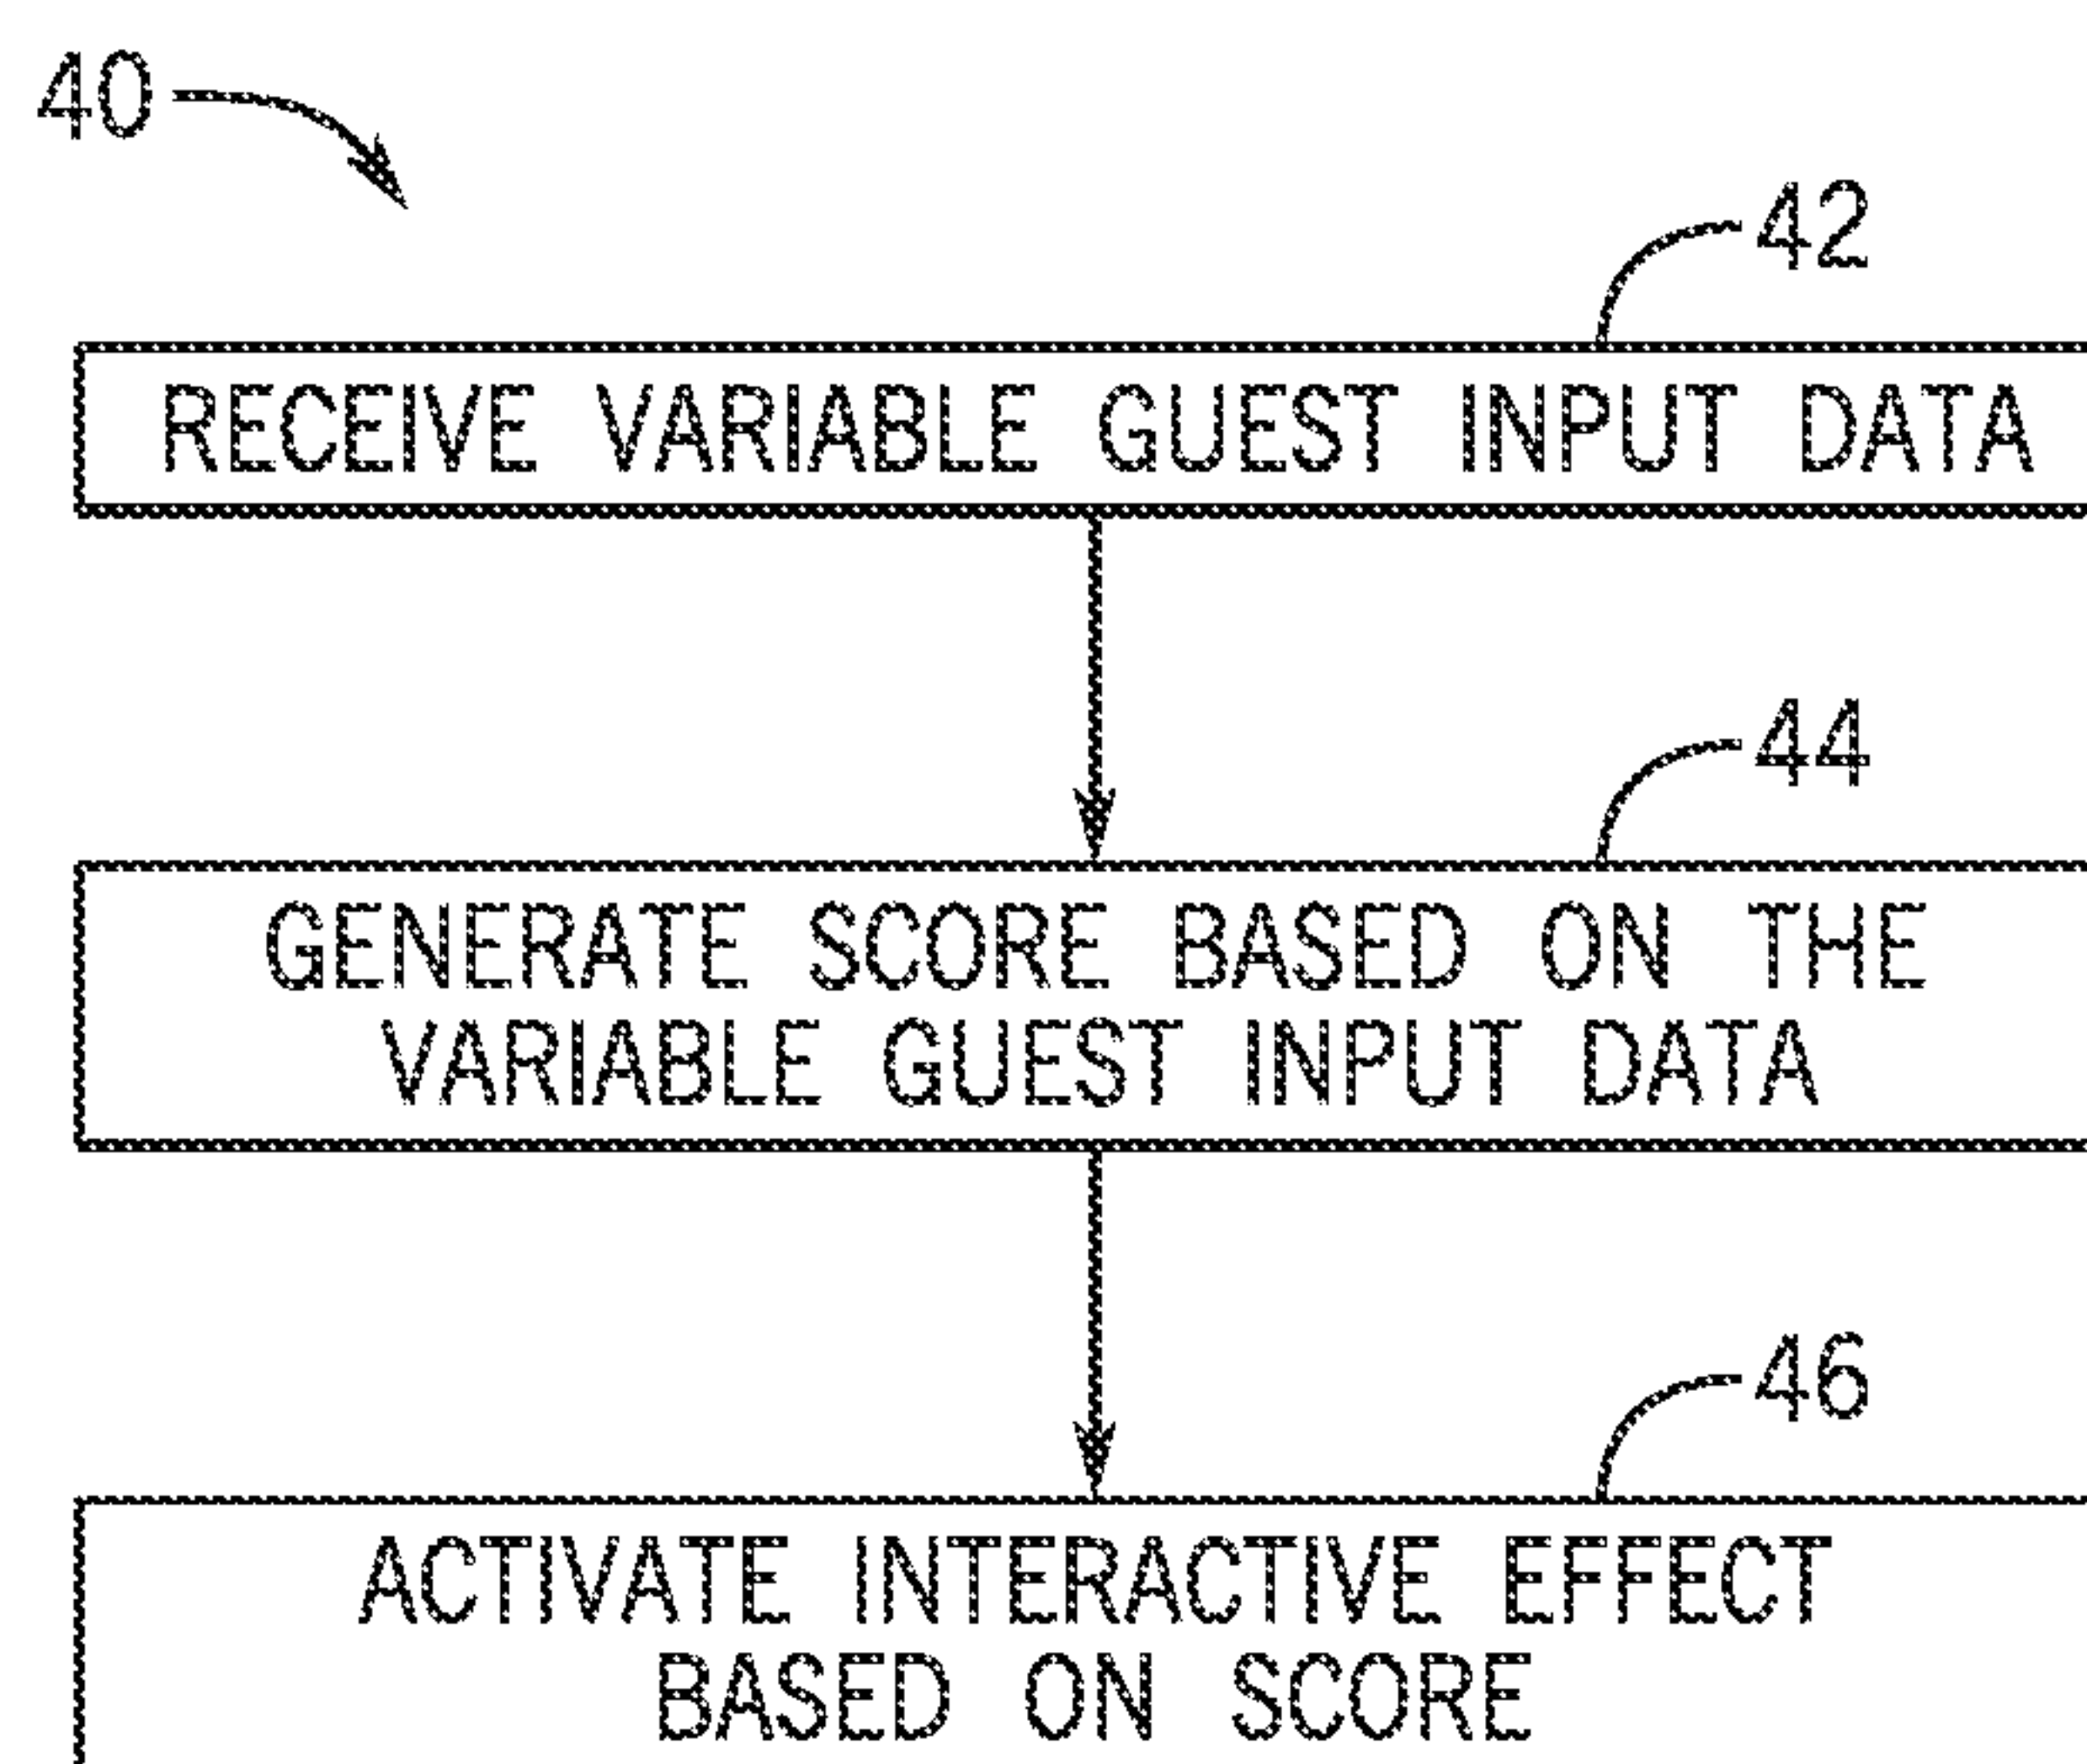 40
42
RECEIVE VARIABLE GUEST INPUT DATA
44
GENERATE SCORE BASED ON THE
VARIABLE GUEST INPUT DATA
46
ACTIVATE INTERACTIVE EFFECT
BASED ON SCORE